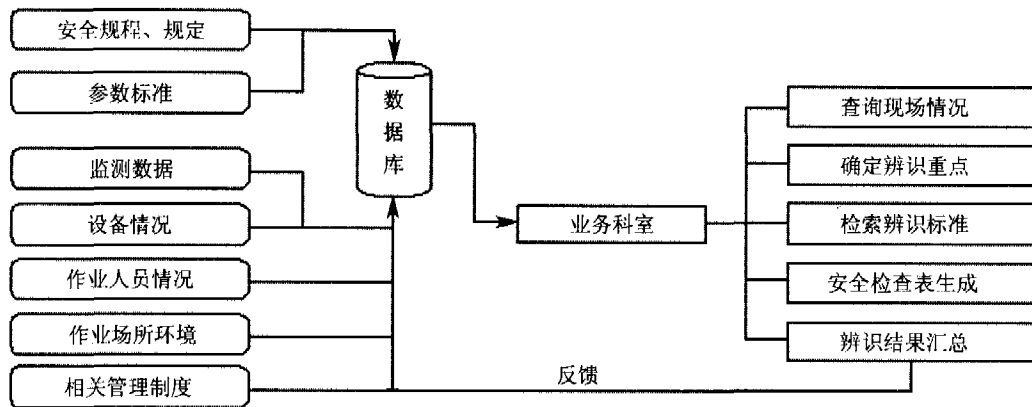 安全规程、规定
参数标准
监测数据
设备情况
作业人员情况
作业场所环境
相关管理制度
数
据
库
业务科室
查询现场情况
确定辨识重点
检索辨识标准
安全检查表生成
辨识结果汇总
反馈